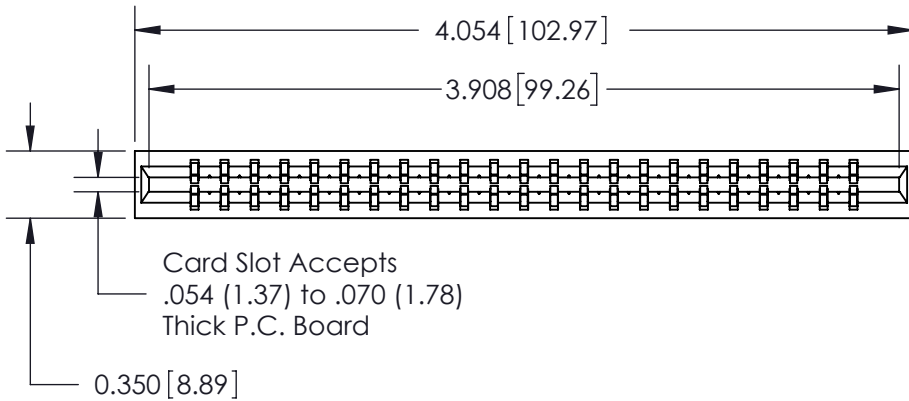 4.054 [102.97]
3.908 [99.26]
Card Slot Accepts
.054 (1.37) to .070 (1.78)
Thick P.C. Board
0.350 [8.89]